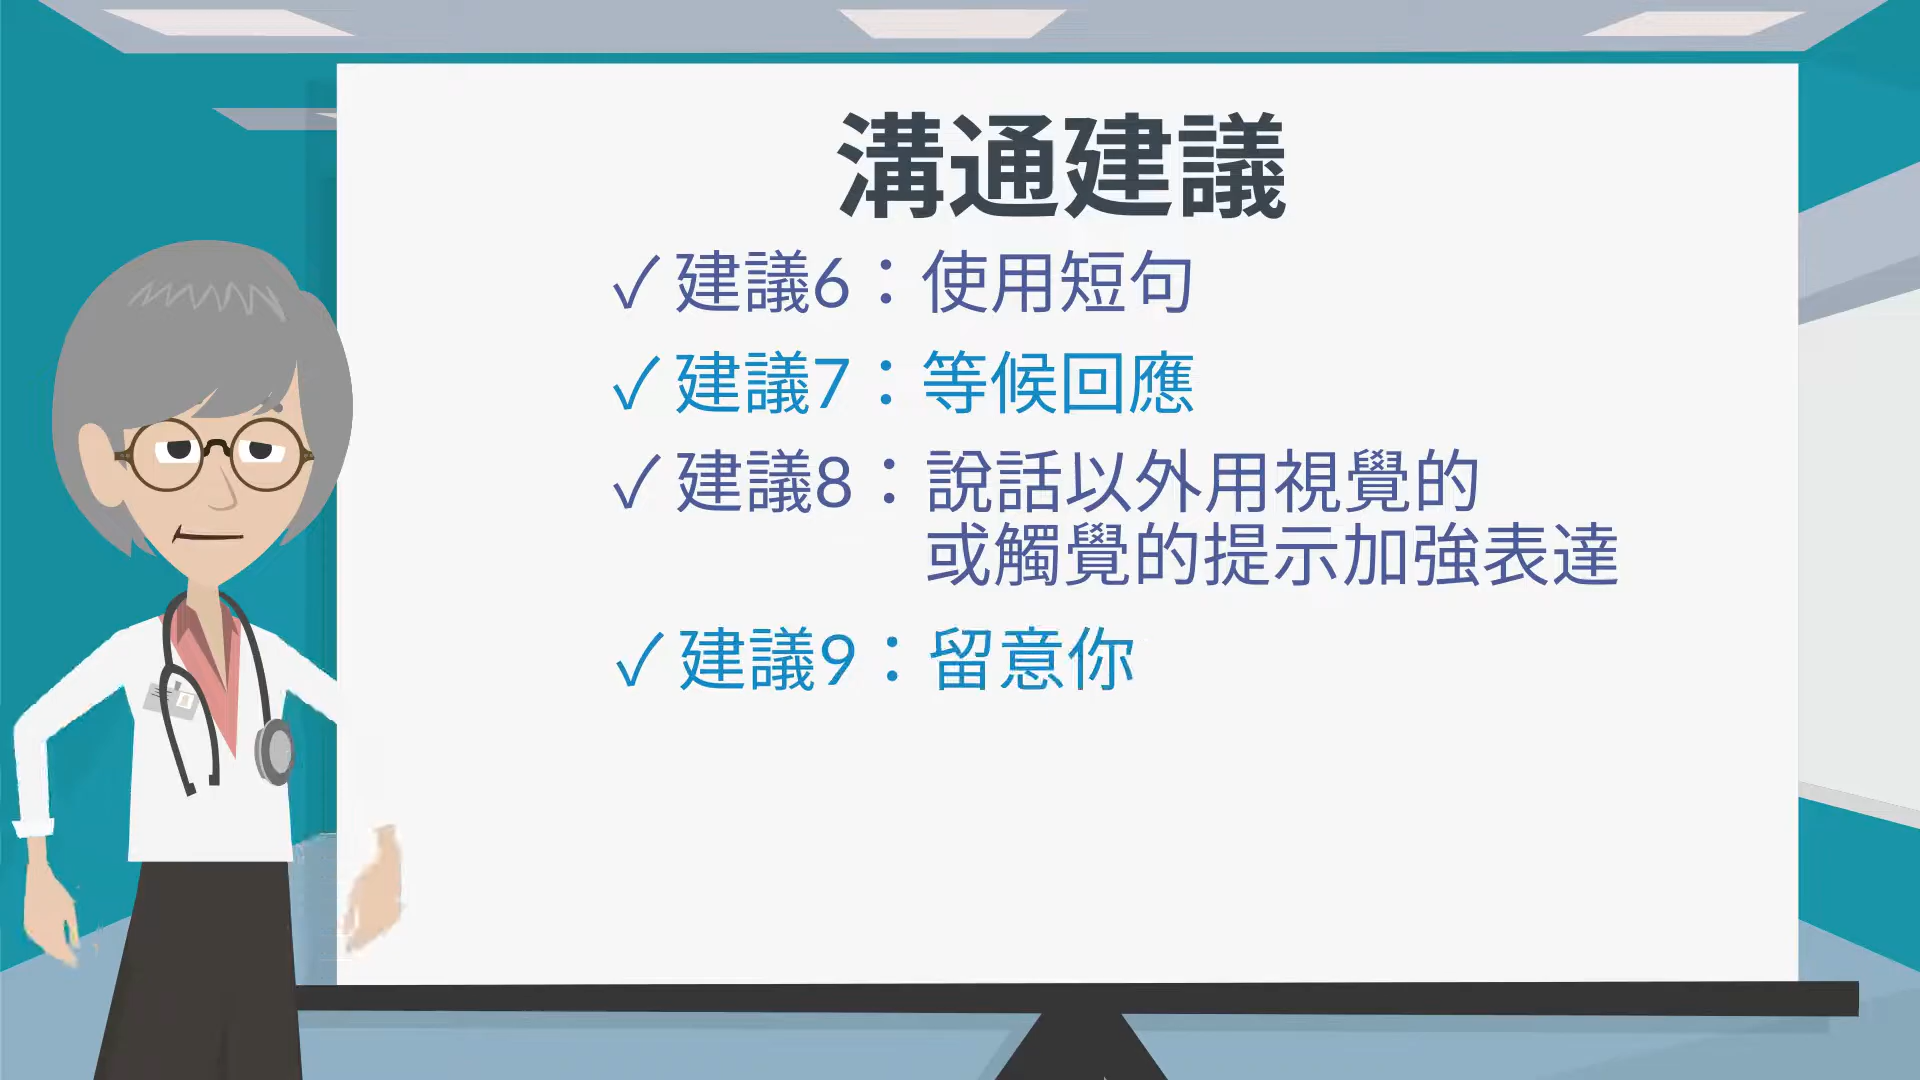 溝通建議
✓建議6：使用短句
✓建議7：等候回應
✓建議8：說話以外用視覺的
或觸覺的提示加強表達
✓建議9：留意你